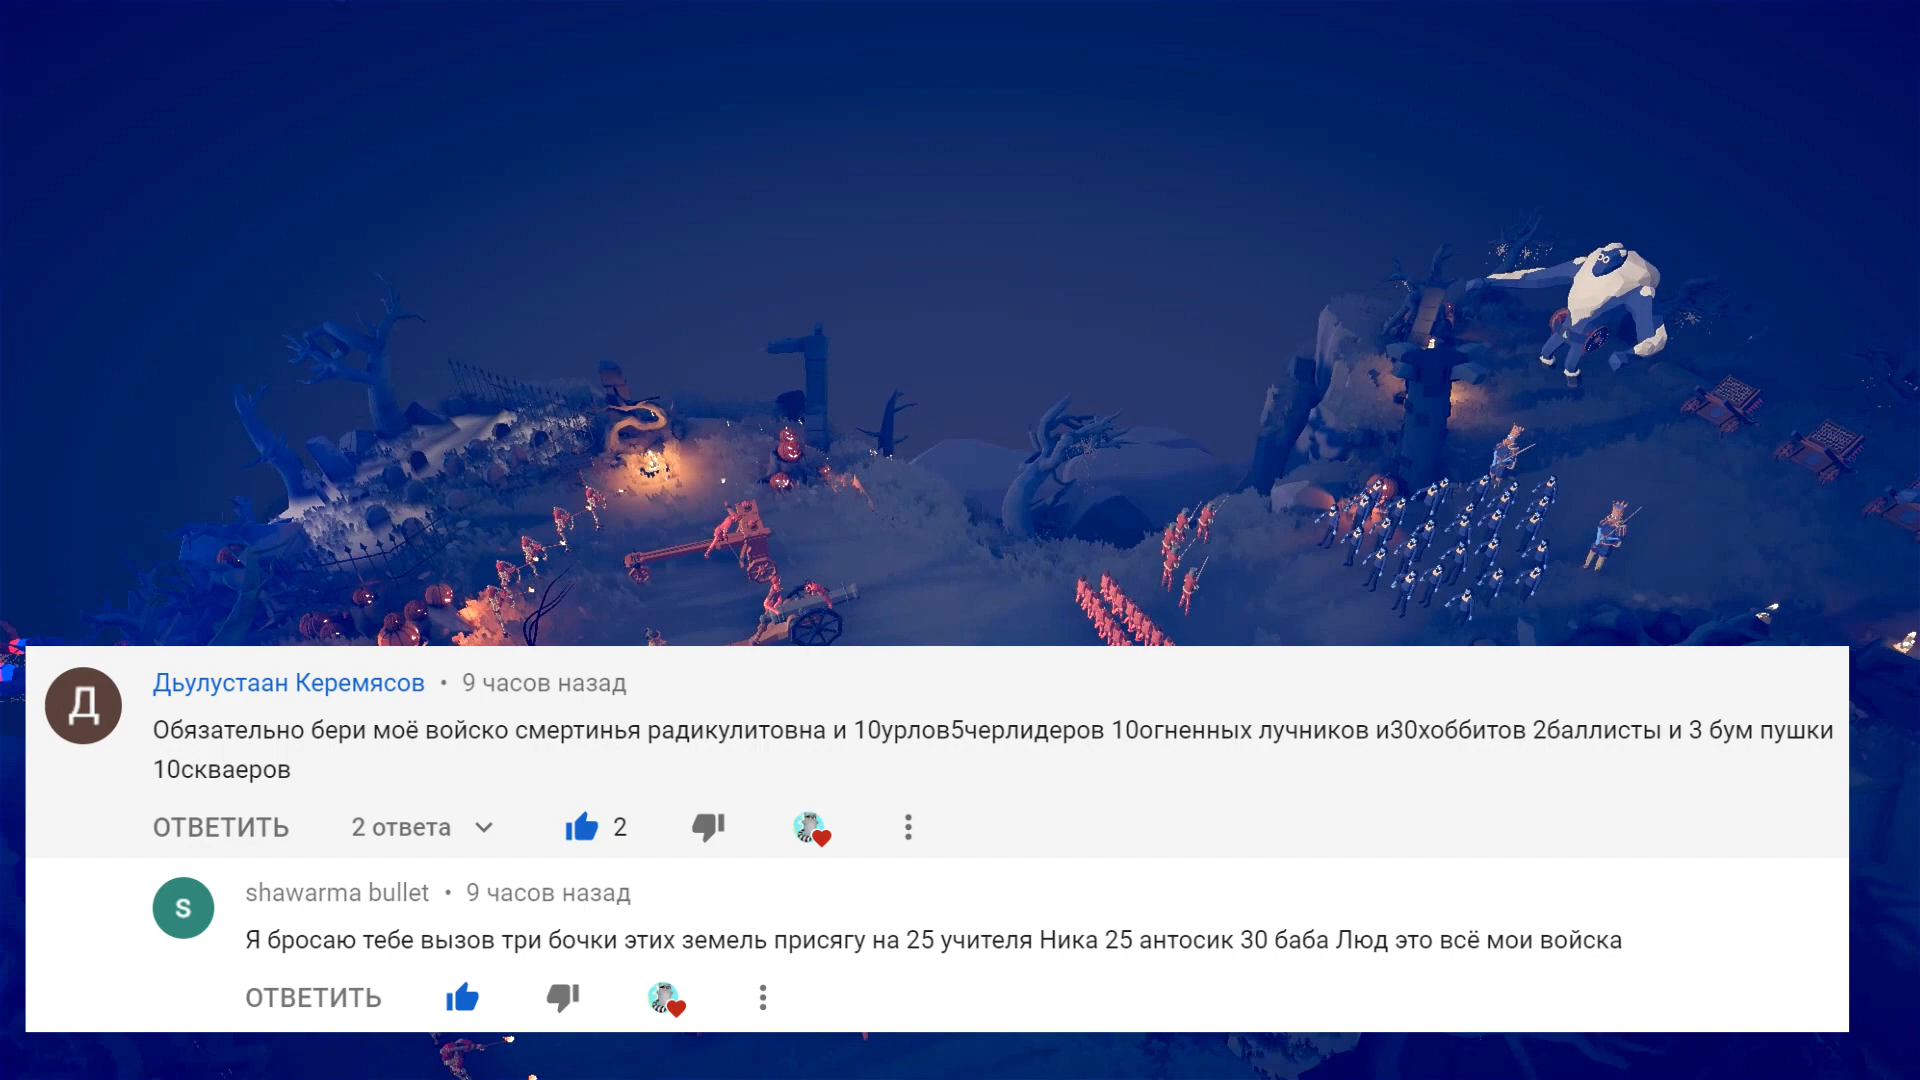 Д
Дьулустаан Керемясов • 9 часов назад
Обязательно бери моё войско смертинья радикулитовна и 10урлов5черлидеров 10огненных лучников и30хоббитов 2баллисты и 3 бум пушки
10скваеров
ОТВЕТИТЬ 2 ответа 2
s
shawarma bullet • 9 часов назад
Я бросаю тебе вызов три бочки этих земель присягу на 25 учителя Ника 25 антосик 30 баба Люд это всё мои войска
ОТВЕТИТЬ